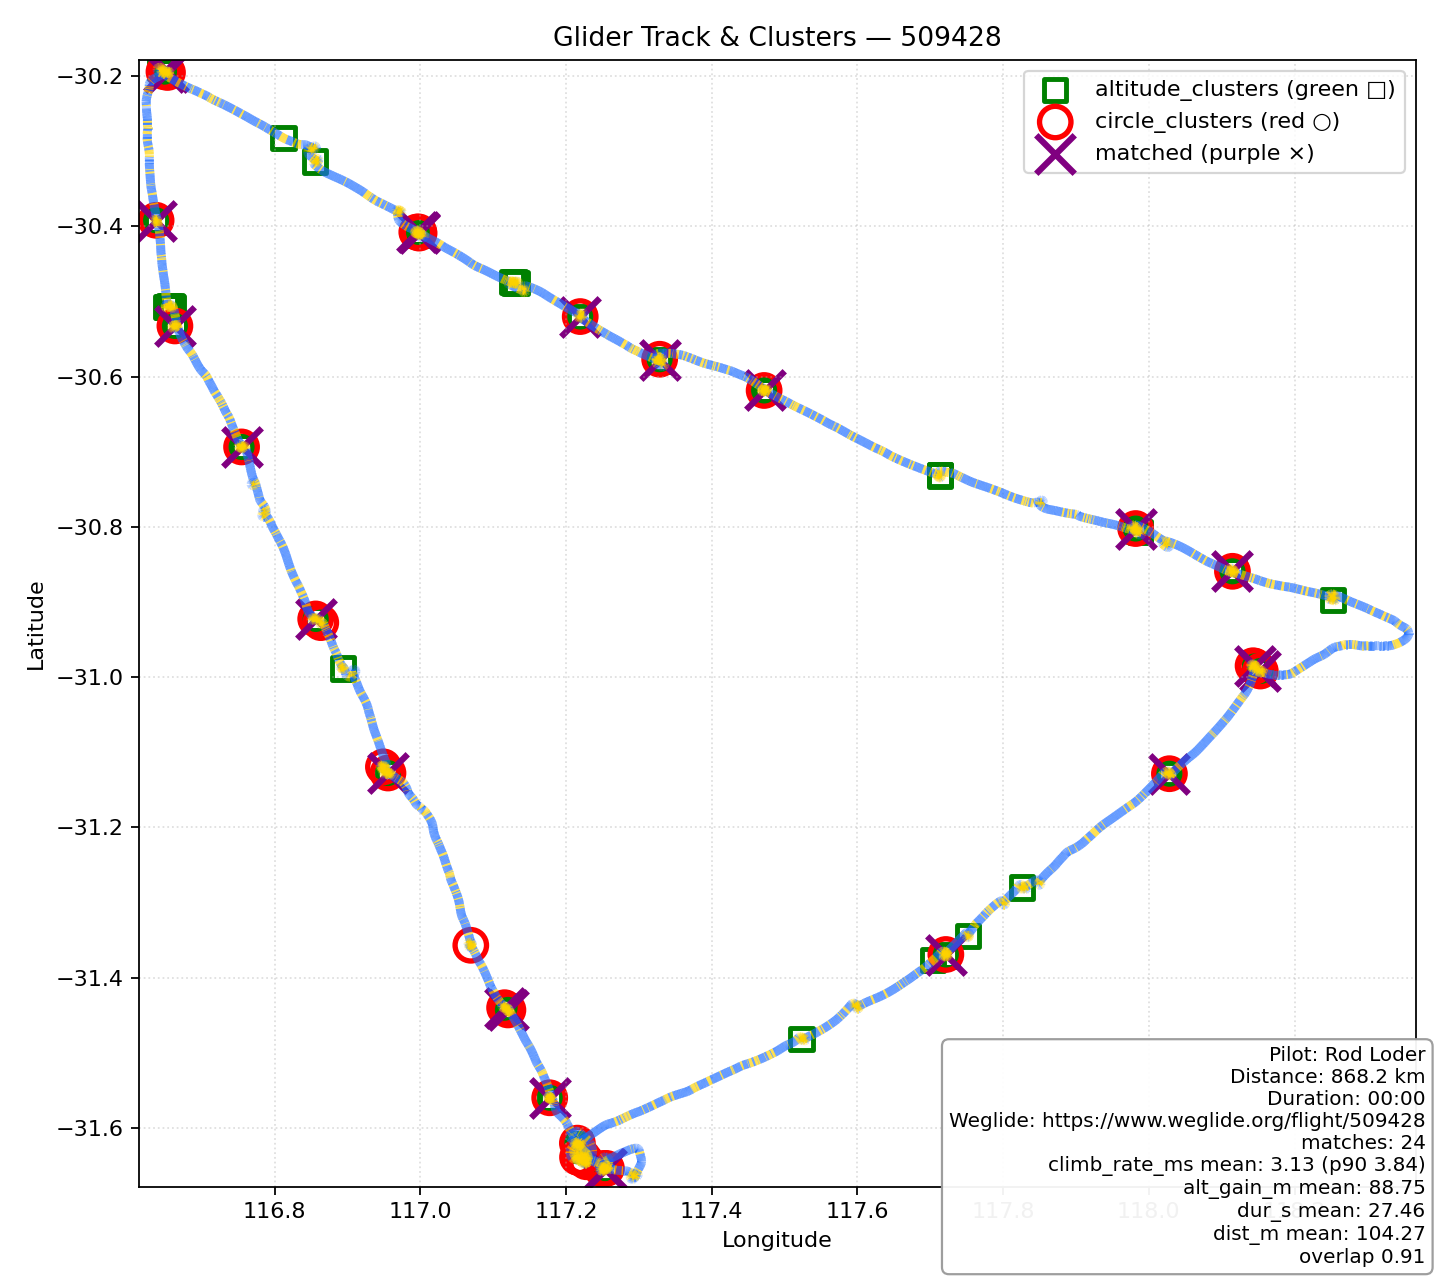 Glider Track & Clusters — 509428
altitude_clusters (green □)
circle_clusters (red ○)
matched (purple ×)
Latitude
−30.2
−30.4
−30.6
−30.8
−31.0
−31.2
−31.4
−31.6
116.8
117.0
117.2
117.4
117.6
117.8
118.0
Longitude
Pilot: Rod Loder
Distance: 868.2 km
Duration: 00:00
Weglide: https://www.weglide.org/flight/509428
matches: 24
climb_rate_ms mean: 3.13 (p90 3.84)
alt_gain_m mean: 88.75
dur_s mean: 27.46
dist_m mean: 104.27
overlap 0.91